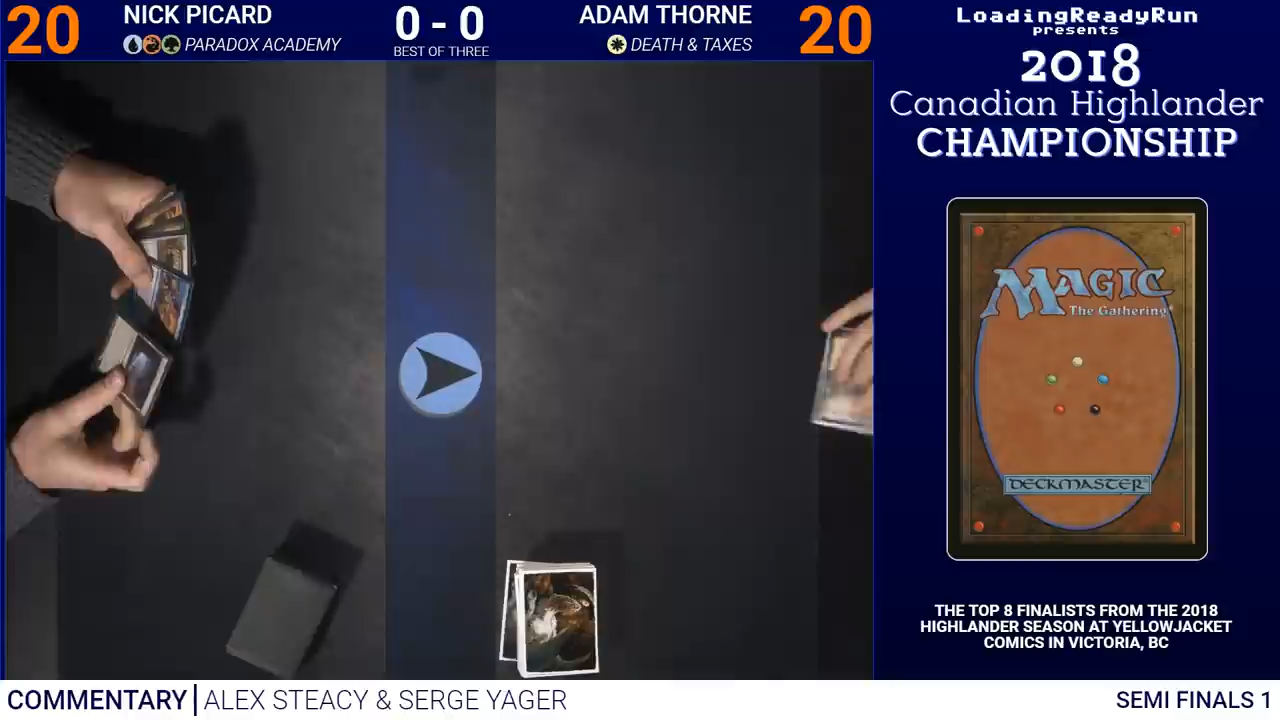 20
NICK PICARD
PARADOX ACADEMY
0 - 0
BEST OF THREE
ADAM THORNE
DEATH & TAXES
20
LoadingReadyRun
presents
2018
Canadian Highlander
CHAMPIONSHIP
MAGIC
The Gathering®
DECKMASTER
THE TOP 8 FINALISTS FROM THE 2018
HIGHLANDER SEASON AT YELLOWJACKET
COMICS IN VICTORIA, BC
COMMENTARY ALEX STEACY & SERGE YAGER
SEMI FINALS 1